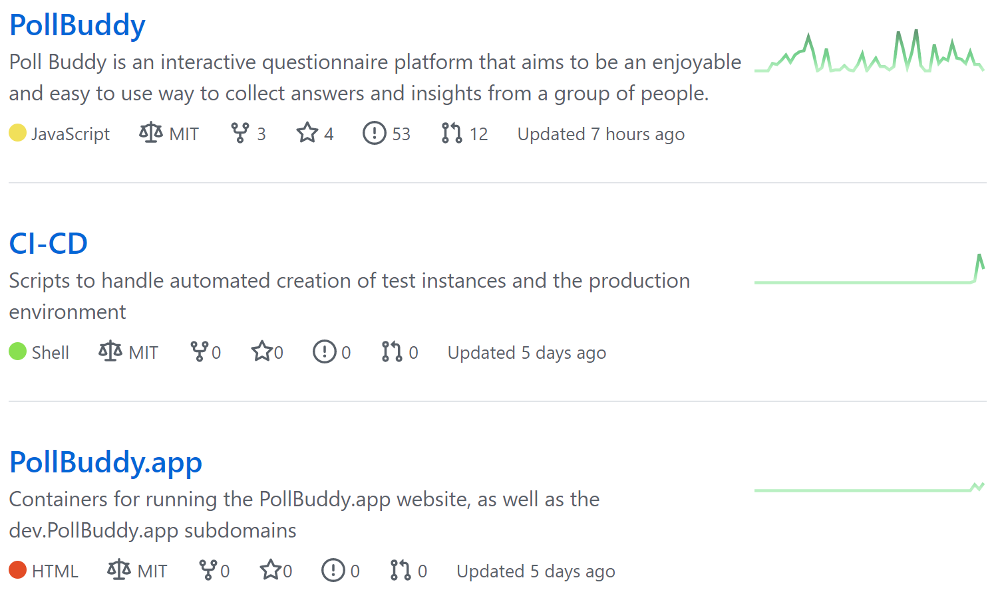 PollBuddy
Poll Buddy is an interactive questionnaire platform that aims to be an enjoyable
and easy to use way to collect answers and insights from a group of people.
JavaScript MIT 3 4 53 12 Updated 7 hours ago
CI-CD
Scripts to handle automated creation of test instances and the production
environment
Shell MIT 0 0 0 0 Updated 5 days ago
PollBuddy.app
Containers for running the PollBuddy.app website, as well as the
dev.PollBuddy.app subdomains
HTML MIT 0 0 0 0 Updated 5 days ago